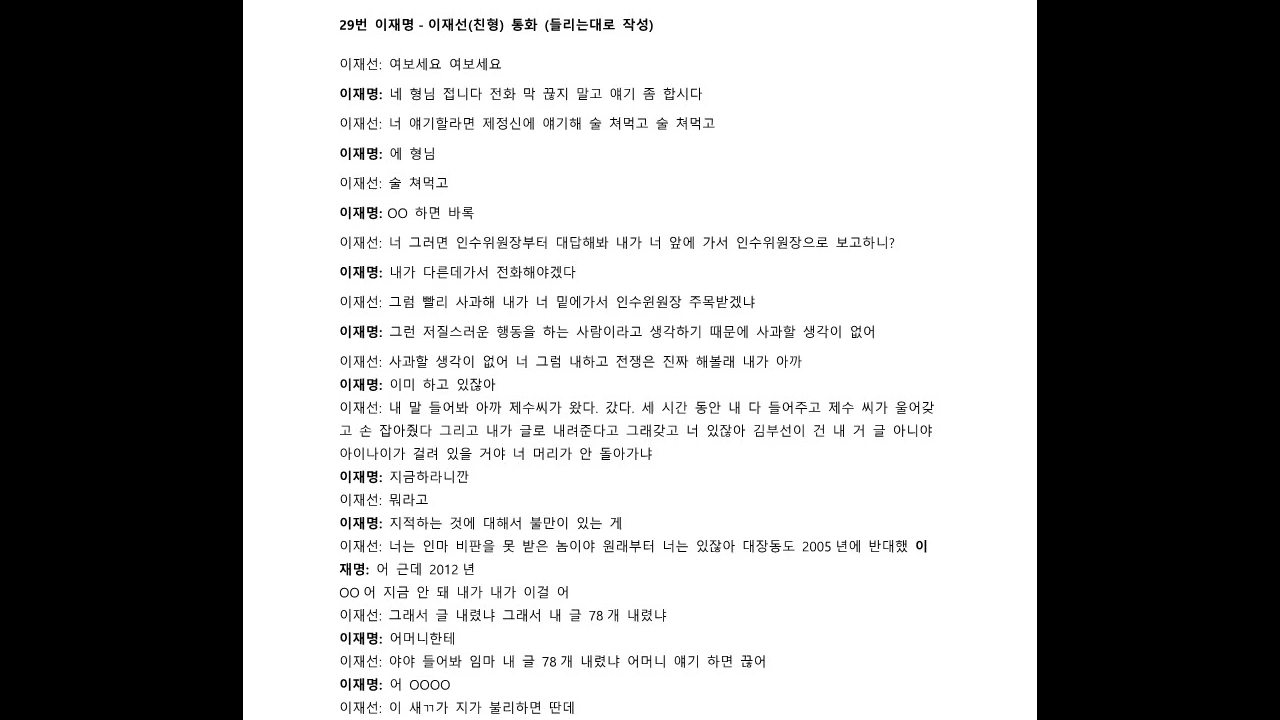 29번 이재명 - 이재선(친형) 통화 (들리는대로 작성)
이재선: 여보세요 여보세요
이재명: 네 형님 접니다 전화 막 끊지 말고 얘기 좀 합시다
이재선: 너 얘기할라면 제정신에 얘기해 술 쳐먹고 술 쳐먹고
이재명: 에 형님
이재선: 술 쳐먹고
이재명: OO 하면 바룩
이재선: 너 그러면 인수위원장부터 대답해봐 내가 너 앞에 가서 인수위원장으로 보고하니?
이재명: 내가 다른데가서 전화해야겠다
이재선: 그럼 빨리 사과해 내가 너 밑에가서 인수윈원장 주목받겠냐
이재명: 그런 저질스러운 행동을 하는 사람이라고 생각하기 때문에 사과할 생각이 없어
이재선: 사과할 생각이 없어 너 그럼 내하고 전쟁은 진짜 해볼래 내가 아까
이재명: 이미 하고 있잖아
이재선: 내 말 들어봐 아까 제수씨가 왔다. 갔다. 세 시간 동안 내 다 들어주고 제수 씨가 울어갖
고 손 잡아줬다 그리고 내가 글로 내려준다고 그래갖고 너 있잖아 김부선이 건 내 거 글 아니야
아이나이가 걸려 있을 거야 너 머리가 안 돌아가냐
이재명: 지금하라니깐
이재선: 뭐라고
이재명: 지적하는 것에 대해서 불만이 있는 게
이재선: 너는 인마 비판을 못 받은 놈이야 원래부터 너는 있잖아 대장동도 2005년에 반대했 이
재명: 어 근데 2012년
OO어 지금 안 돼 내가 내가 이걸 어
이재선: 그래서 글 내렸냐 그래서 내 글 78개 내렸냐
이재명: 어머니한테
이재선: 야야 들어봐 임마 내 글 78개 내렸냐 어머니 얘기 하면 끊어
이재명: 어 OOOO
이재선: 이 새ㄲ가 지가 불리하면 딴데